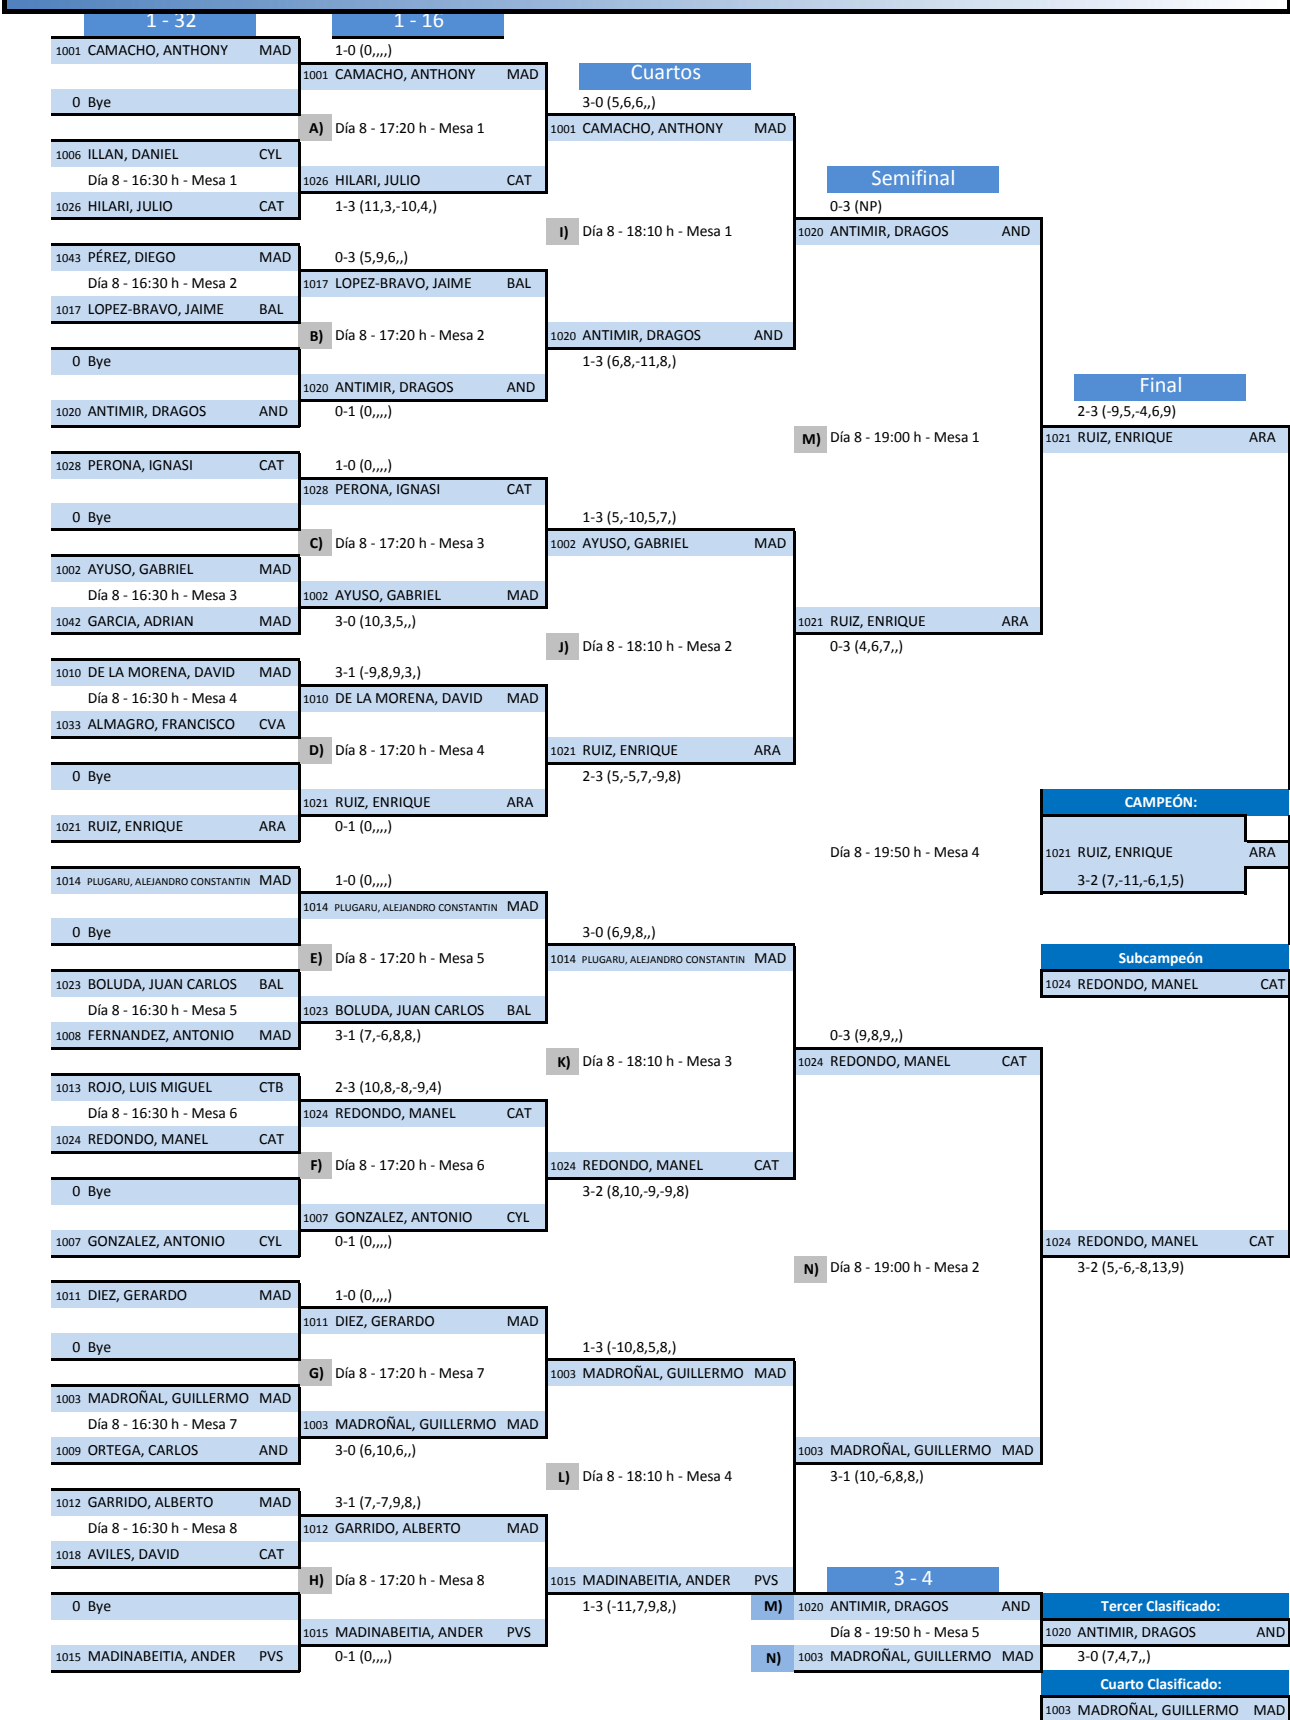 1 - 32 1 - 16
1001 CAMACHO, ANTHONY MAD 1-0 (0,,,,)
1001 CAMACHO, ANTHONY MAD Cuartos
0 Bye 3-0 (5,6,6,,)
A) Día 8 - 17:20 h - Mesa 1 1001 CAMACHO, ANTHONY MAD
1006 ILLAN, DANIEL CYL
Día 8 - 16:30 h - Mesa 1 1026 HILARI, JULIO CAT Semifinal
1026 HILARI, JULIO CAT 1-3 (11,3,-10,4,) 0-3 (NP)
I) Día 8 - 18:10 h - Mesa 1 1020 ANTIMIR, DRAGOS AND
1043 PÉREZ, DIEGO MAD 0-3 (5,9,6,,)
Día 8 - 16:30 h - Mesa 2 1017 LOPEZ-BRAVO, JAIME BAL
1017 LOPEZ-BRAVO, JAIME BAL
B) Día 8 - 17:20 h - Mesa 2 1020 ANTIMIR, DRAGOS AND
0 Bye 1-3 (6,8,-11,8,)
1020 ANTIMIR, DRAGOS AND Final
1020 ANTIMIR, DRAGOS AND 0-1 (0,,,,) 2-3 (-9,5,-4,6,9)
M) Día 8 - 19:00 h - Mesa 1 1021 RUIZ, ENRIQUE ARA
1028 PERONA, IGNASI CAT 1-0 (0,,,,)
1028 PERONA, IGNASI CAT
0 Bye 1-3 (5,-10,5,7,)
C) Día 8 - 17:20 h - Mesa 3 1002 AYUSO, GABRIEL MAD
1002 AYUSO, GABRIEL MAD
Día 8 - 16:30 h - Mesa 3 1002 AYUSO, GABRIEL MAD
1042 GARCIA, ADRIAN MAD 3-0 (10,3,5,,) 1021 RUIZ, ENRIQUE ARA
J) Día 8 - 18:10 h - Mesa 2 0-3 (4,6,7,,)
1010 DE LA MORENA, DAVID MAD 3-1 (-9,8,9,3,)
Día 8 - 16:30 h - Mesa 4 1010 DE LA MORENA, DAVID MAD
1033 ALMAGRO, FRANCISCO CVA
D) Día 8 - 17:20 h - Mesa 4 1021 RUIZ, ENRIQUE ARA
0 Bye 2-3 (5,-5,7,-9,8)
1021 RUIZ, ENRIQUE ARA CAMPEÓN:
1021 RUIZ, ENRIQUE ARA 0-1 (0,,,,)
Día 8 - 19:50 h - Mesa 4 1021 RUIZ, ENRIQUE ARA
1014 PLUGARU, ALEJANDRO CONSTANTIN MAD 1-0 (0,,,,) 3-2 (7,-11,-6,1,5)
1014 PLUGARU, ALEJANDRO CONSTANTIN MAD
0 Bye 3-0 (6,9,8,,)
E) Día 8 - 17:20 h - Mesa 5 1014 PLUGARU, ALEJANDRO CONSTANTIN MAD Subcampeón
1023 BOLUDA, JUAN CARLOS BAL 1024 REDONDO, MANEL CAT
Día 8 - 16:30 h - Mesa 5 1023 BOLUDA, JUAN CARLOS BAL
1008 FERNANDEZ, ANTONIO MAD 3-1 (7,-6,8,8,) 0-3 (9,8,9,,)
K) Día 8 - 18:10 h - Mesa 3 1024 REDONDO, MANEL CAT
1013 ROJO, LUIS MIGUEL CTB 2-3 (10,8,-8,-9,4)
Día 8 - 16:30 h - Mesa 6 1024 REDONDO, MANEL CAT
1024 REDONDO, MANEL CAT
F) Día 8 - 17:20 h - Mesa 6 1024 REDONDO, MANEL CAT
0 Bye 3-2 (8,10,-9,-9,8)
1007 GONZALEZ, ANTONIO CYL
1007 GONZALEZ, ANTONIO CYL 0-1 (0,,,,) 1024 REDONDO, MANEL CAT
N) Día 8 - 19:00 h - Mesa 2 3-2 (5,-6,-8,13,9)
1011 DIEZ, GERARDO MAD 1-0 (0,,,,)
1011 DIEZ, GERARDO MAD
0 Bye 1-3 (-10,8,5,8,)
G) Día 8 - 17:20 h - Mesa 7 1003 MADROÑAL, GUILLERMO MAD
1003 MADROÑAL, GUILLERMO MAD
Día 8 - 16:30 h - Mesa 7 1003 MADROÑAL, GUILLERMO MAD
1009 ORTEGA, CARLOS AND 3-0 (6,10,6,,) 1003 MADROÑAL, GUILLERMO MAD
L) Día 8 - 18:10 h - Mesa 4 3-1 (10,-6,8,8,)
1012 GARRIDO, ALBERTO MAD 3-1 (7,-7,9,8,)
Día 8 - 16:30 h - Mesa 8 1012 GARRIDO, ALBERTO MAD
1018 AVILES, DAVID CAT
H) Día 8 - 17:20 h - Mesa 8 1015 MADINABEITIA, ANDER PVS 3 - 4
0 Bye 1-3 (-11,7,9,8,) M) 1020 ANTIMIR, DRAGOS AND Tercer Clasificado:
1015 MADINABEITIA, ANDER PVS Día 8 - 19:50 h - Mesa 5 1020 ANTIMIR, DRAGOS AND
1015 MADINABEITIA, ANDER PVS 0-1 (0,,,,) N) 1003 MADROÑAL, GUILLERMO MAD 3-0 (7,4,7,,)
Cuarto Clasificado:
1003 MADROÑAL, GUILLERMO MAD